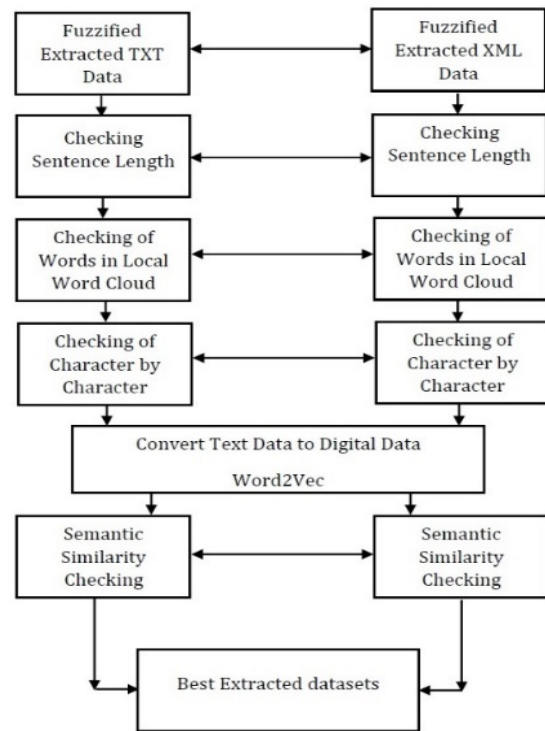 Fuzzified
Extracted TXT
Data
Fuzzified
Extracted XML
Data
Checking
Sentence Length
Checking
Sentence Length
Checking of
Words in Local
Word Cloud
Checking of
Words in Local
Word Cloud
Checking of
Character by
Character
Checking of
Character by
Character
Convert Text Data to Digital Data
Word2Vec
Semantic
Similarity
Checking
Semantic
Similarity
Checking
Best Extracted datasets